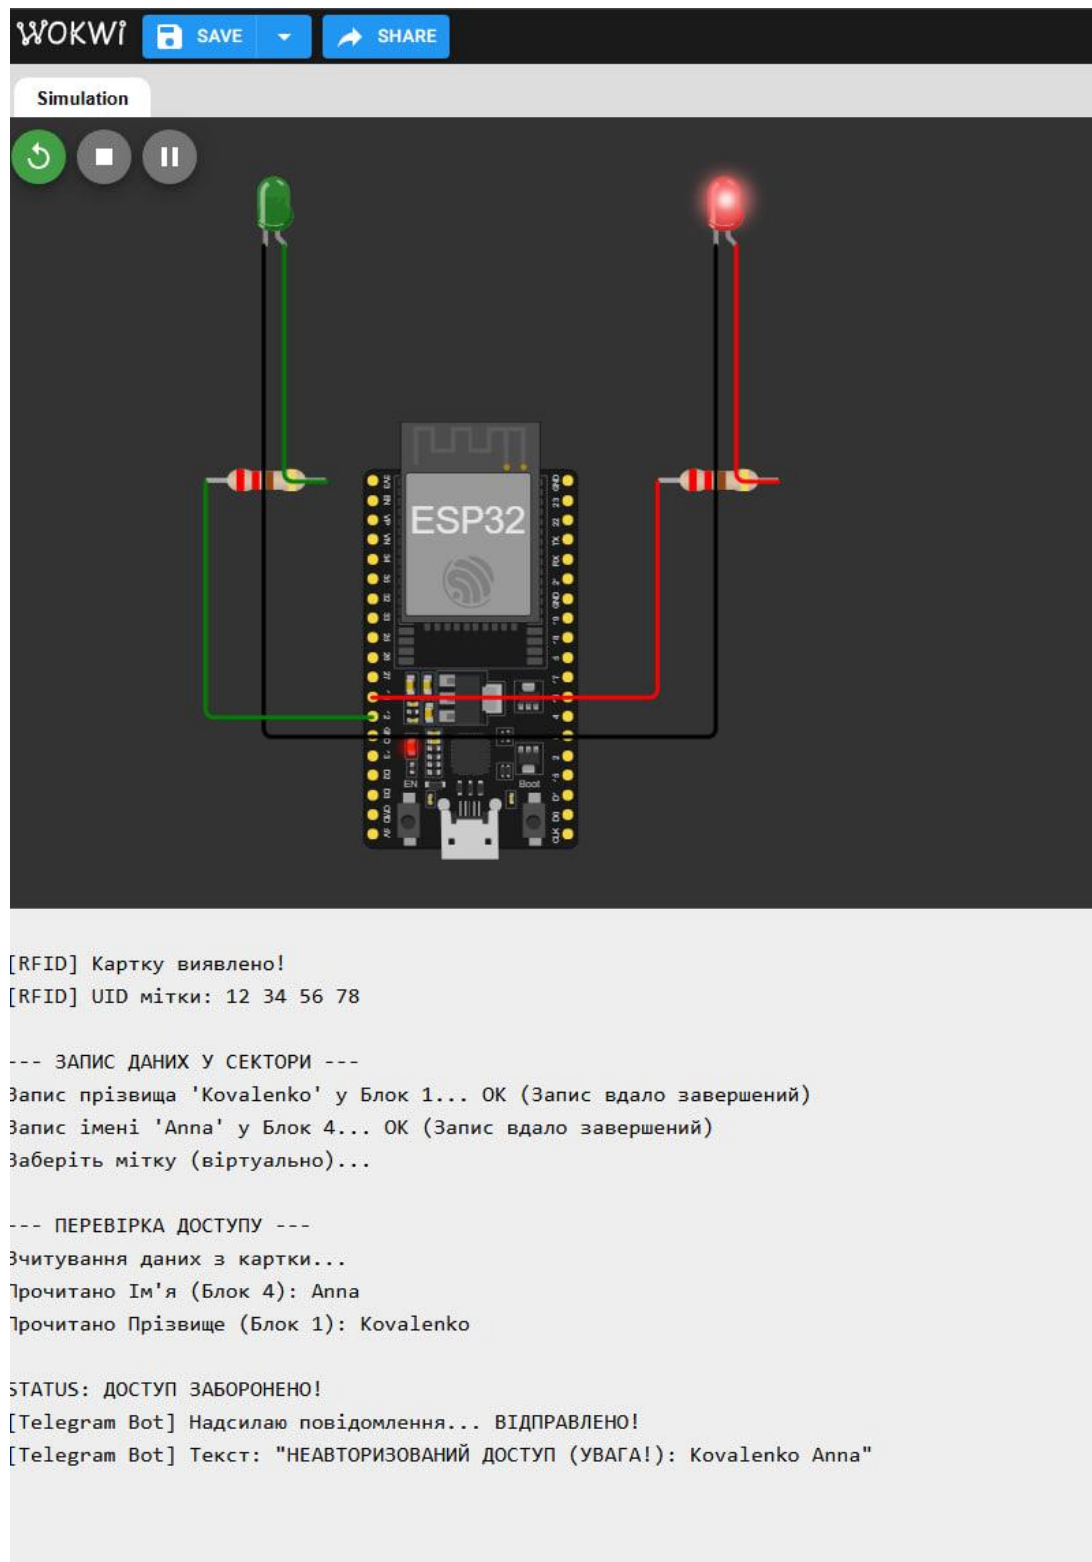 WOKWi SAVE SHARE
Simulation
ESP32
EN
Boot
[RFID] Картку виявлено!
[RFID] UID мітки: 12 34 56 78
--- ЗАПИС ДАНИХ У СЕКТОРИ ---
Запис прізвища 'Kovalenko' у Блок 1... OK (Запис вдало завершений)
Запис імені 'Anna' у Блок 4... OK (Запис вдало завершений)
Заберіть мітку (віртуально)...
--- ПЕРЕВІРКА ДОСТУПУ ---
Зчитування даних з картки...
Прочитано Ім'я (Блок 4): Anna
Прочитано Прізвище (Блок 1): Kovalenko
STATUS: ДОСТУП ЗАБОРОНЕНО!
[Telegram Bot] Надсилаю повідомлення... ВІДПРАВЛЕНО!
[Telegram Bot] Текст: "НЕАВТОРИЗОВАНИЙ ДОСТУП (УВАГА!): Kovalenko Anna"